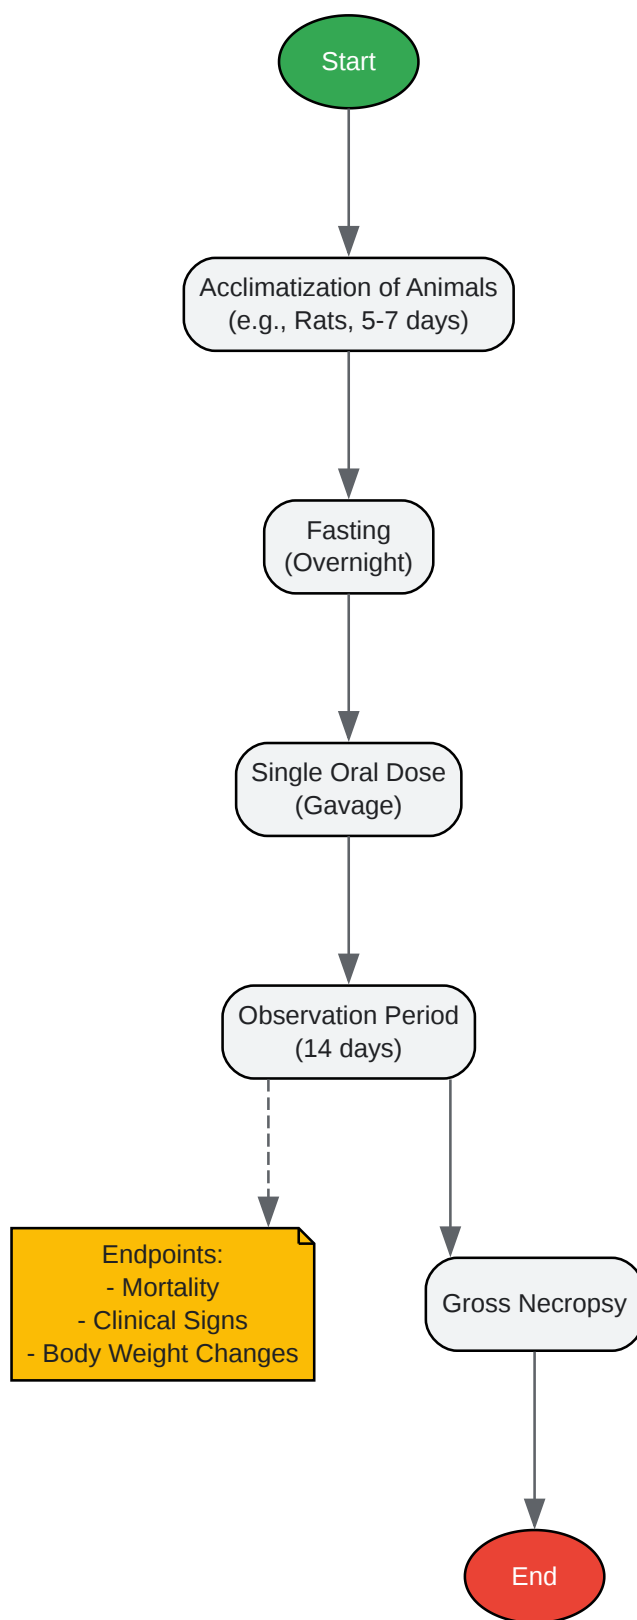 Start
Acclimatization of Animals
(e.g., Rats, 5-7 days)
Fasting
(Overnight)
Single Oral Dose
(Gavage)
Observation Period
(14 days)
Endpoints:
- Mortality
- Clinical Signs
- Body Weight Changes
Gross Necropsy
End